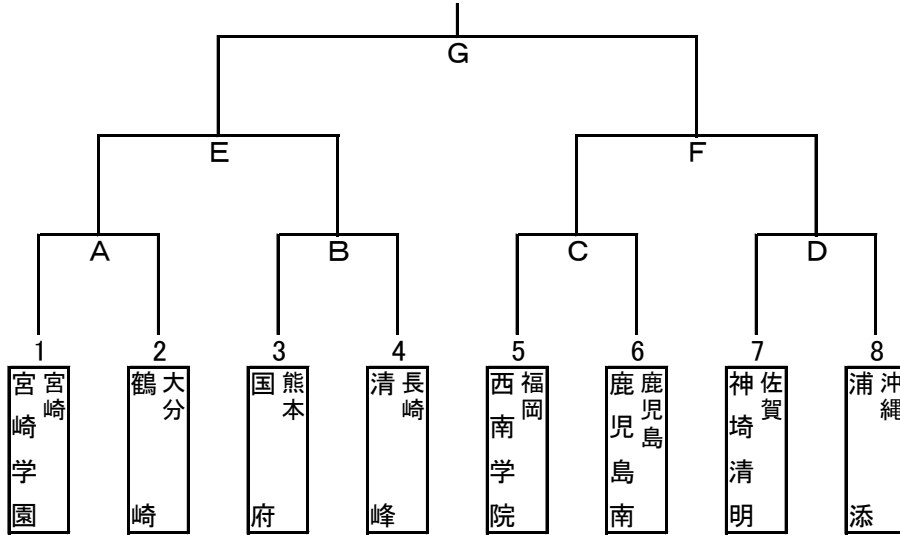 G
E
F
A
B
C
D
1
2
3
4
5
6
7
8
宮崎
宮崎学園
大分
鶴崎
熊本
国府
長崎
清峰
福岡
西南学院
鹿児島
鹿児島南
佐賀
神埼清明
沖縄
浦添